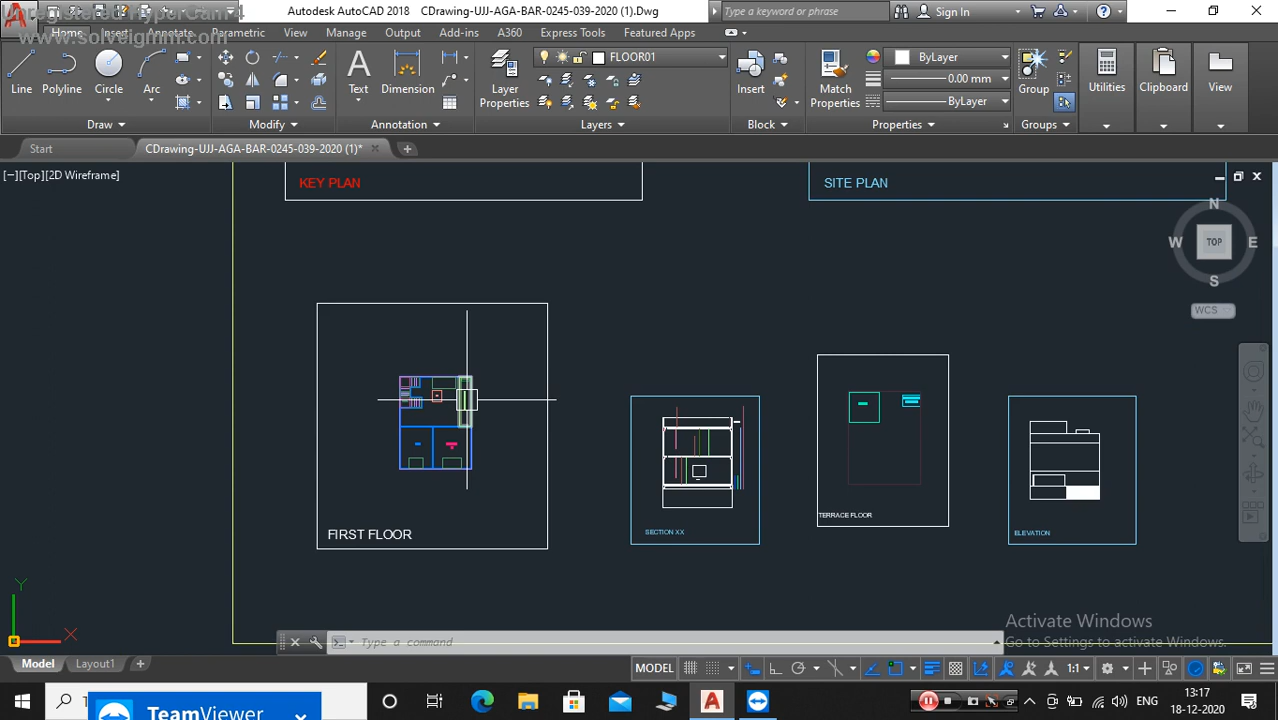 Unregistered HyperCam 4
www.solveigmm.com
Autodesk AutoCAD 2018 CDrawing-UJJ-AGA-BAR-0245-039-2020 (1).Dwg
Type a keyword or phrase
Sign In
Home Insert Annotate Parametric View Manage Output Add-ins A360 Express Tools Featured Apps
Line Polyline Circle Arc
Text Dimension
Layer Properties
FLOOR01
Insert
Match Properties
ByLayer
0.00 mm
ByLayer
Group Utilities Clipboard View
Draw Modify Annotation Layers Block Properties Groups
Start CDrawing-UJJ-AGA-BAR-0245-039-2020 (1)*
[−][Top][2D Wireframe]
KEY PLAN
SITE PLAN
N
W TOP E
S
WCS
FIRST FLOOR
SECTION XX
TERRACE FLOOR
ELEVATION
Y
X
Activate Windows
Go to Settings to activate Windows.
Type a command
Model Layout1
MODEL 1:1
TeamViewer
ENG
13:17
18-12-2020